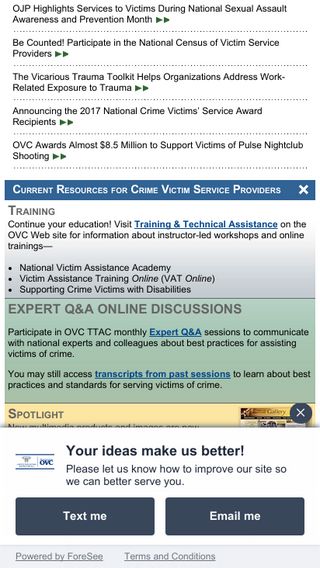 OJP Highlights Services to Victims During National Sexual Assault
Awareness and Prevention Month
Be Counted! Participate in the National Census of Victim Service
Providers
The Vicarious Trauma Toolkit Helps Organizations Address Work-
Related Exposure to Trauma
Announcing the 2017 National Crime Victims' Service Award
Recipients
OVC Awards Almost $8.5 Million to Support Victims of Pulse Nightclub
Shooting
Current Resources for Crime Victim Service Providers
Training
Continue your education! Visit Training & Technical Assistance on the
OVC Web site for information about instructor-led workshops and online
trainings—
• National Victim Assistance Academy
• Victim Assistance Training Online (VAT Online)
• Supporting Crime Victims with Disabilities
EXPERT Q&A ONLINE DISCUSSIONS
Participate in OVC TTAC monthly Expert Q&A sessions to communicate
with national experts and colleagues about best practices for assisting
victims of crime.
You may still access transcripts from past sessions to learn about best
practices and standards for serving victims of crime.
Spotlight
Gallery
New multimedia products and images are now
Your ideas make us better!
OVC
Please let us know how to improve our site so
we can better serve you.
Text me
Email me
Powered by ForeSee
Terms and Conditions